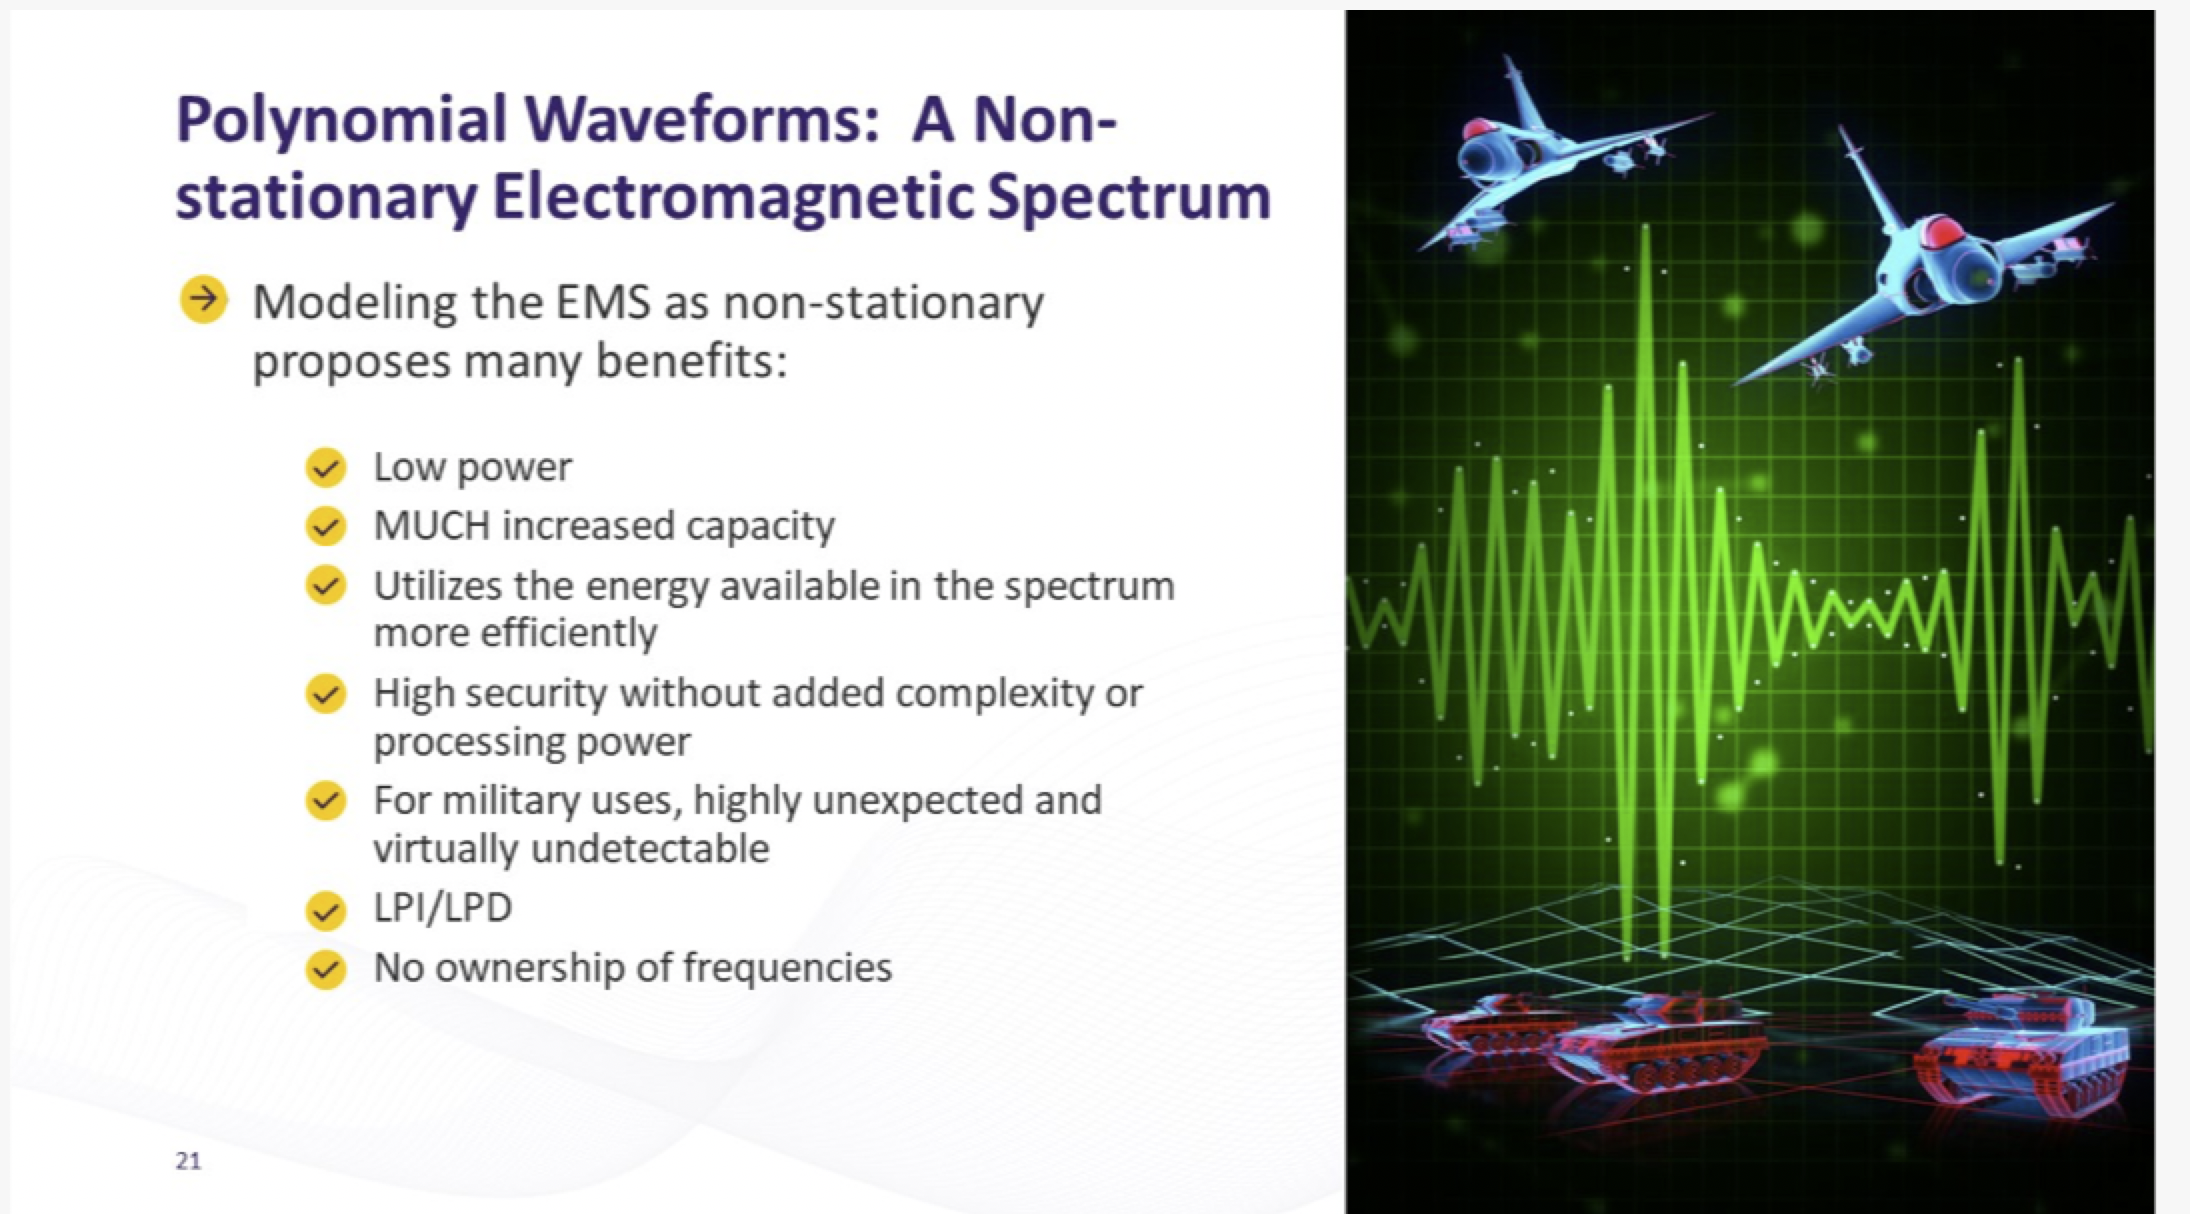 Polynomial Waveforms: A Non-
stationary Electromagnetic Spectrum
Modeling the EMS as non-stationary
proposes many benefits:
Low power
MUCH increased capacity
Utilizes the energy available in the spectrum
more efficiently
High security without added complexity or
processing power
For military uses, highly unexpected and
virtually undetectable
LPI/LPD
No ownership of frequencies
21